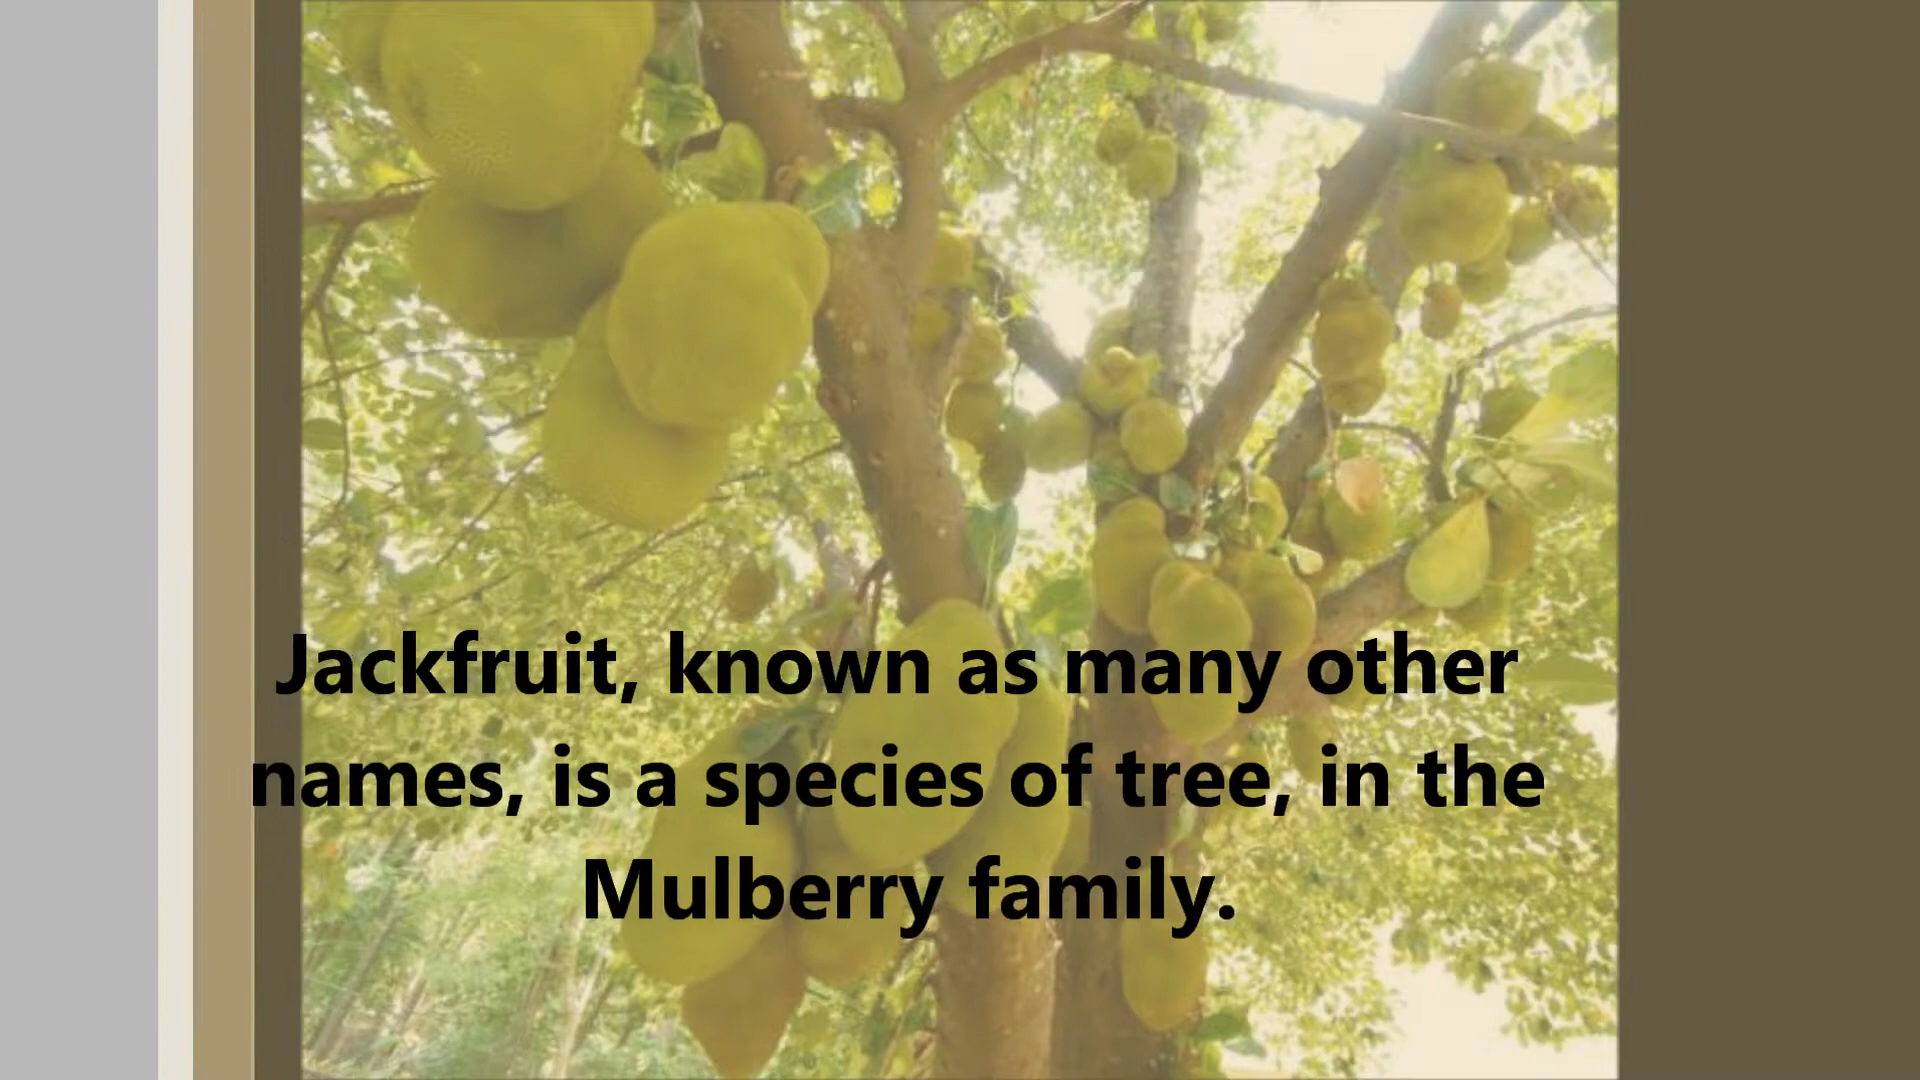 Jackfruit, known as many other
names, is a species of tree, in the
Mulberry family.